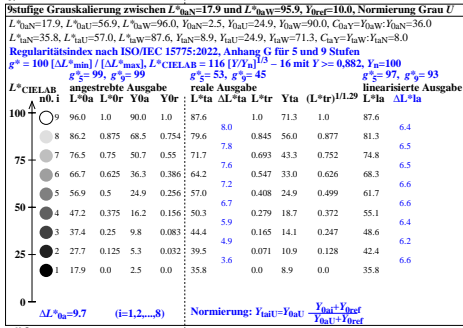 9stufige Grauskalierung zwischen L*0aN=17.9 und L*0aW=95.9, Y0ref=10.0, Normierung Grau U
L*0aN=17.9, L*0aU=56.9, L*0aW=96.0, Y0aN=2.5, Y0aU=24.9, Y0aW=90.0, C0aY=Y0aW:Y0aN=36.0
L*taN=35.8, L*taU=57.0, L*taW=87.6, YtaN=8.9, YtaU=24.9, YtaW=71.3, CtaY=YtaW:YtaN=8.0
Regularitätsindex nach ISO/IEC 15775:2022, Anhang G für 5 und 9 Stufen
g* = 100 [ΔL*min] / [ΔL*max], L*CIELAB = 116 [Y/Yn]1/3 − 16 mit Y >= 0,882, Yn=100
g*5= 99, g*9= 99 g*5= 53, g*9= 45 g*5= 97, g*9= 93
L*CIELAB angestrebte Ausgabe reale Ausgabe linearisierte Ausgabe
n0. i L*0a L*0r Y0a Y0r L*ta ΔL*ta L*tr Yta (L*tr)1/1.29 L*la ΔL*la
9 96.0 1.0 90.0 1.0 87.6 1.0 71.3 1.0 87.6
100
8.0 6.4
8 86.2 0.875 68.5 0.754 79.6 0.845 56.0 0.877 81.3
7.8 6.5
7 76.5 0.75 50.7 0.55 71.7 0.693 43.3 0.752 74.8
75
7.6 6.5
6 66.7 0.625 36.3 0.386 64.2 0.547 33.0 0.626 68.3
7.2 6.6
5 56.9 0.5 24.9 0.256 57.0 0.408 24.9 0.499 61.7
50
6.7 6.6
4 47.2 0.375 16.2 0.156 50.3 0.279 18.7 0.372 55.1
5.9 6.4
3 37.4 0.25 9.8 0.083 44.4 0.165 14.1 0.247 48.6
4.9 6.2
25
2 27.7 0.125 5.3 0.032 39.5 0.071 10.9 0.128 42.4
3.6 6.6
1 17.9 0.0 2.5 0.0 35.8 0.0 8.9 0.0 35.8
0
ΔL*0a=9.7 (i=1,2,...,8) Normierung: YtaiU=Y0aU (Y0ai+Y0ref)/(Y0aU+Y0ref)